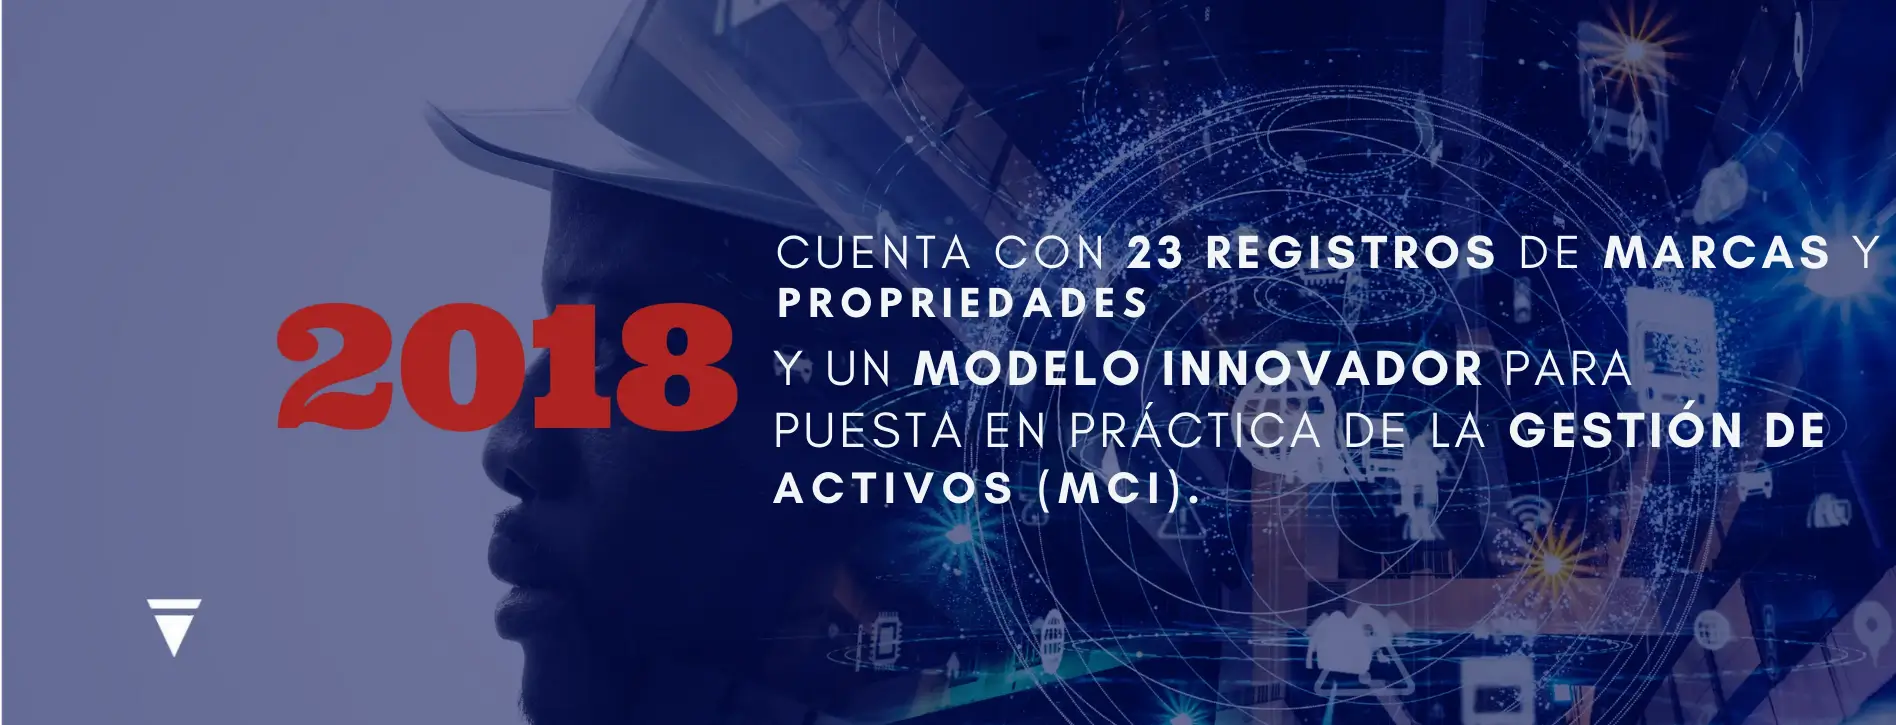 2018
CUENTA CON 23 REGISTROS DE MARCAS Y
PROPRIEDADES
Y UN MODELO INNOVADOR PARA
PUESTA EN PRÁCTICA DE LA GESTIÓN DE
ACTIVOS (MCI).